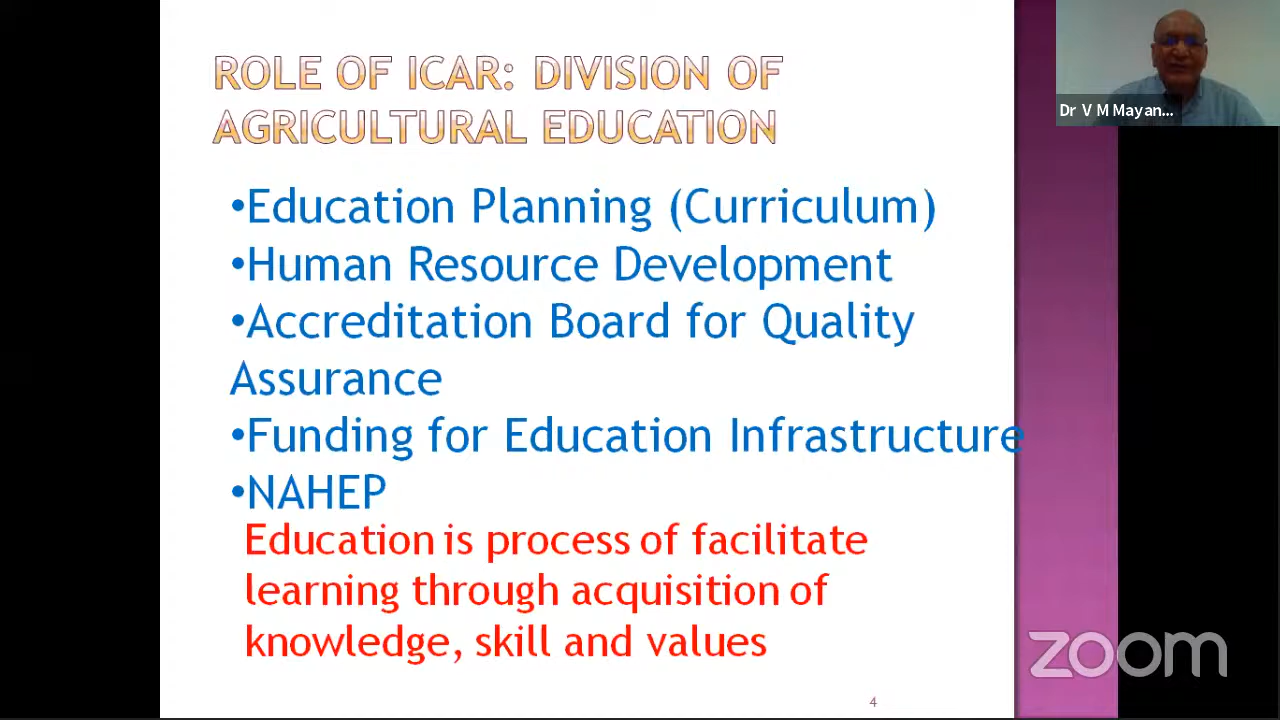 ROLE OF ICAR: DIVISION OF
AGRICULTURAL EDUCATION
Dr V M Mayan...
•Education Planning (Curriculum)
•Human Resource Development
•Accreditation Board for Quality
Assurance
•Funding for Education Infrastructure
•NAHEP
Education is process of facilitate
learning through acquisition of
knowledge, skill and values
zoom
4